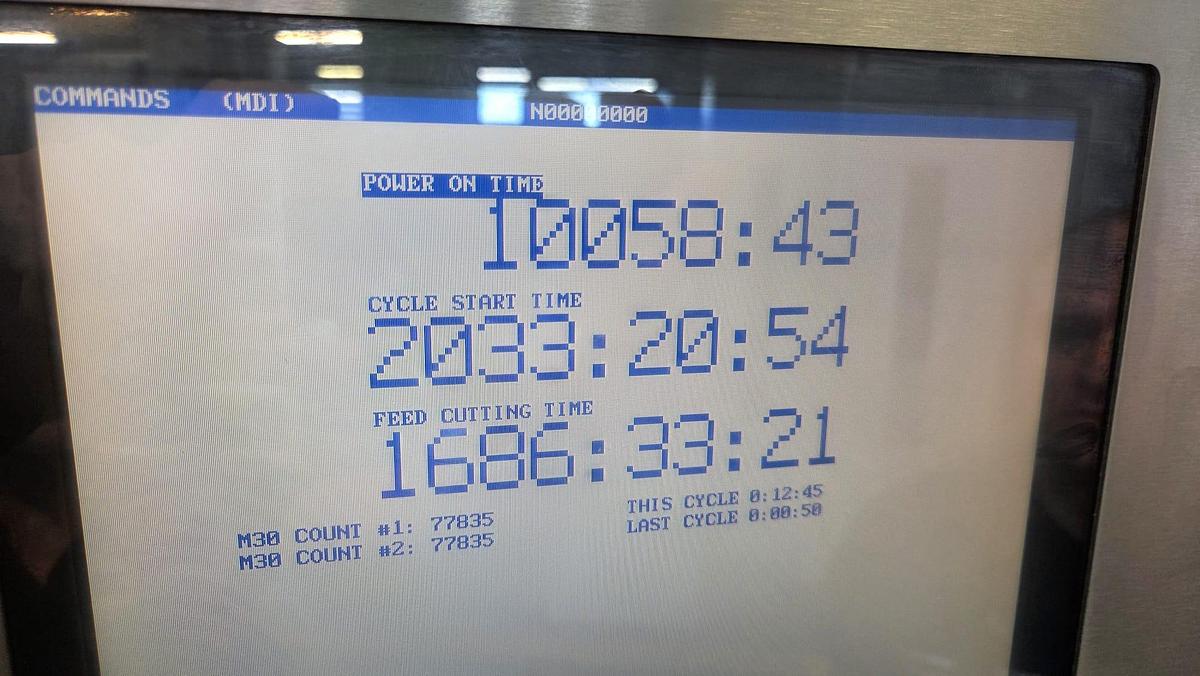 COMMANDS (MDI) N00000000
POWER ON TIME
10058:43
CYCLE START TIME
2033:20:54
FEED CUTTING TIME
1686:33:21
M30 COUNT #1: 77835
M30 COUNT #2: 77835
THIS CYCLE 0:12:45
LAST CYCLE 0:00:50